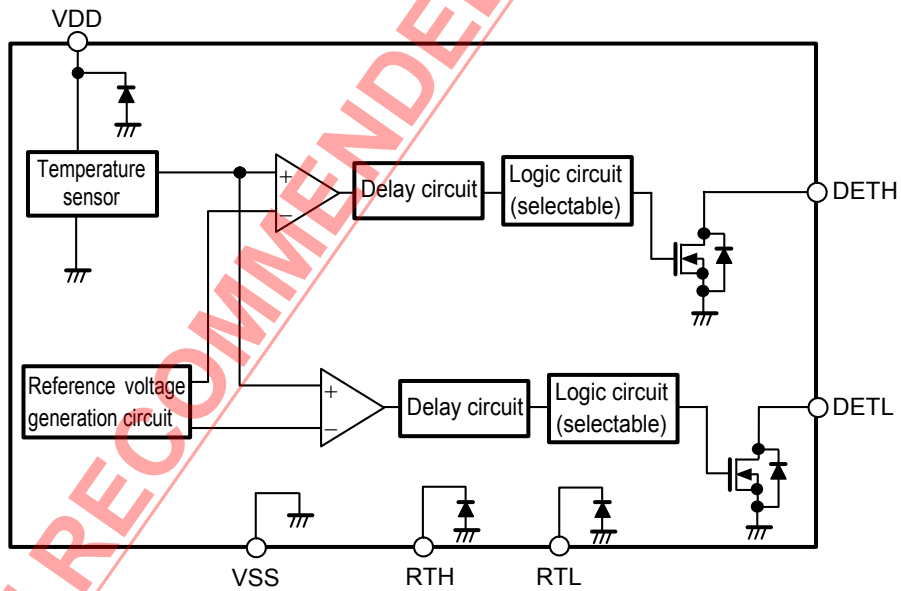 VDD
Temperature
sensor
+
−
Delay circuit
Logic circuit
(selectable)
DETH
Reference voltage
generation circuit
+
−
Delay circuit
Logic circuit
(selectable)
DETL
VSS
RTH
RTL
RECOMMENDE